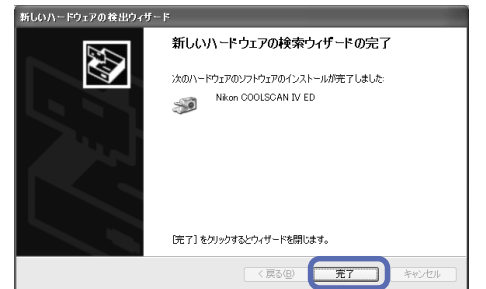 新しいハードウェアの検出ウィザード
新しいハードウェアの検索ウィザードの完了
次のハードウェアのソフトウェアのインストールが完了しました:
Nikon COOLSCAN IV ED
[完了] をクリックするとウィザードを閉じます。
< 戻る(B)
完了
キャンセル